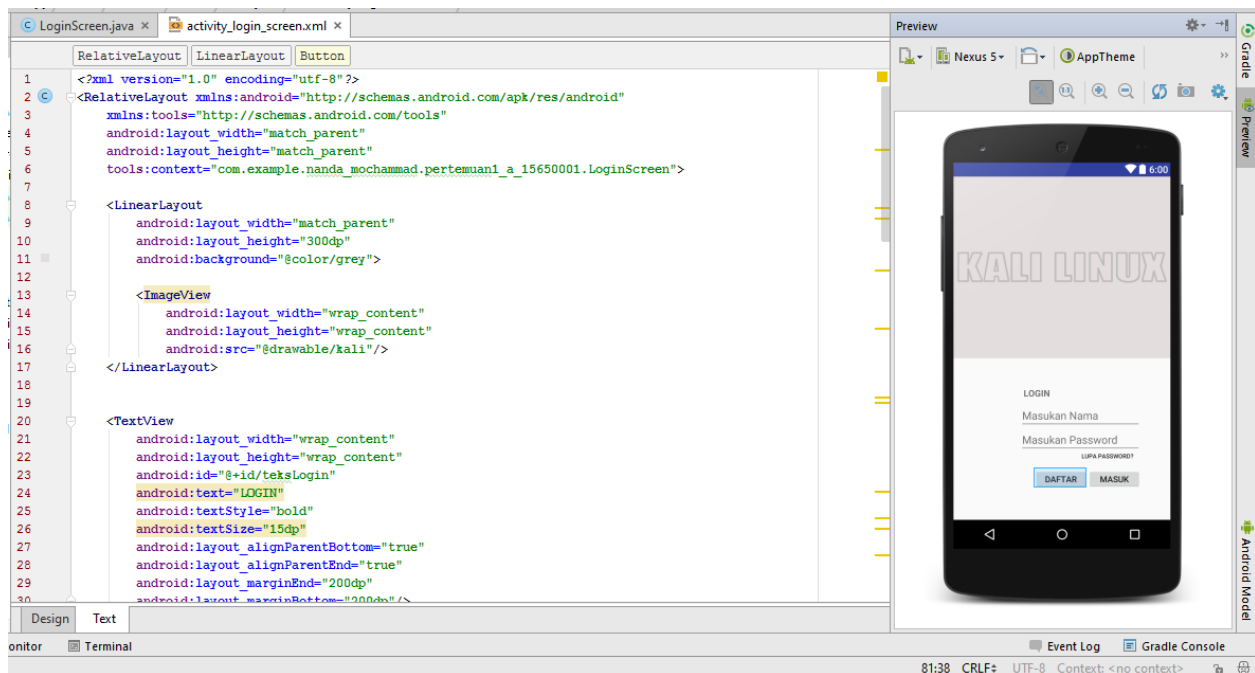 LoginScreen.java × activity_login_screen.xml ×
RelativeLayout LinearLayout Button
1 <?xml version="1.0" encoding="utf-8"?>
2 <RelativeLayout xmlns:android="http://schemas.android.com/apk/res/android"
3 xmlns:tools="http://schemas.android.com/tools"
4 android:layout_width="match_parent"
5 android:layout_height="match_parent"
6 tools:context="com.example.nanda_mochammad.pertemuan1_a_15650001.LoginScreen">
7
8 <LinearLayout
9 android:layout_width="match_parent"
10 android:layout_height="300dp"
11 android:background="@color/grey">
12
13 <ImageView
14 android:layout_width="wrap_content"
15 android:layout_height="wrap_content"
16 android:src="@drawable/kali"/>
17 </LinearLayout>
18
19
20 <TextView
21 android:layout_width="wrap_content"
22 android:layout_height="wrap_content"
23 android:id="@+id/teksLogin"
24 android:text="LOGIN"
25 android:textStyle="bold"
26 android:textSize="15dp"
27 android:layout_alignParentBottom="true"
28 android:layout_alignParentEnd="true"
29 android:layout_marginEnd="200dp"
30 android:layout_marginBottom="200dp"/>
Design Text
Preview
Nexus 5 AppTheme
6:00
KALI LINUX
LOGIN
Masukan Nama
Masukan Password
LUPA PASSWORD?
DAFTAR MASUK
Gradle
Preview
Android Model
onitor Terminal Event Log Gradle Console
81:38 CRLF UTF-8 Context: <no context>